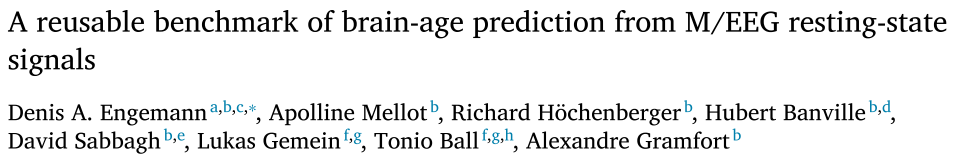 A reusable benchmark of brain-age prediction from M/EEG resting-state
signals
Denis A. Engemann a,b,c,*, Apolline Mellot b, Richard Höchenberger b, Hubert Banville b,d,
David Sabbagh b,e, Lukas Gemein f,g, Tonio Ball f,g,h, Alexandre Gramfort b